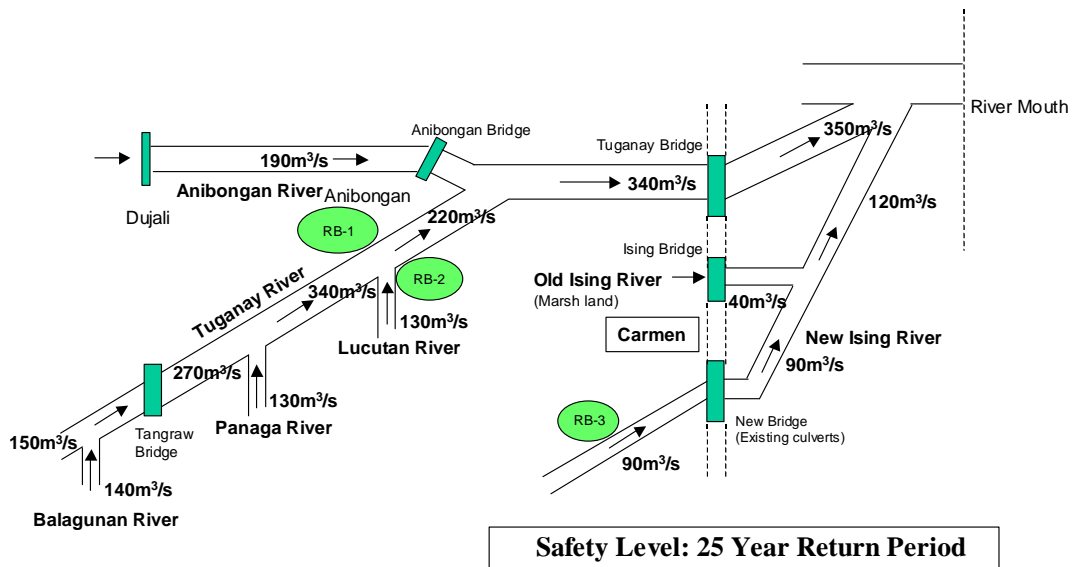 River Mouth
350m³/s
Anibongan Bridge
Tuganay Bridge
190m³/s
Anibongan River
Anibongan
340m³/s
Dujali
220m³/s
120m³/s
RB-1
Ising Bridge
RB-2
Old Ising River
(Marsh land)
40m³/s
Tuganay River
340m³/s
130m³/s
Lucutan River
Carmen
New Ising River
90m³/s
270m³/s
130m³/s
Panaga River
RB-3
New Bridge
(Existing culverts)
150m³/s
Tangraw
Bridge
90m³/s
140m³/s
Balagunan River
Safety Level: 25 Year Return Period